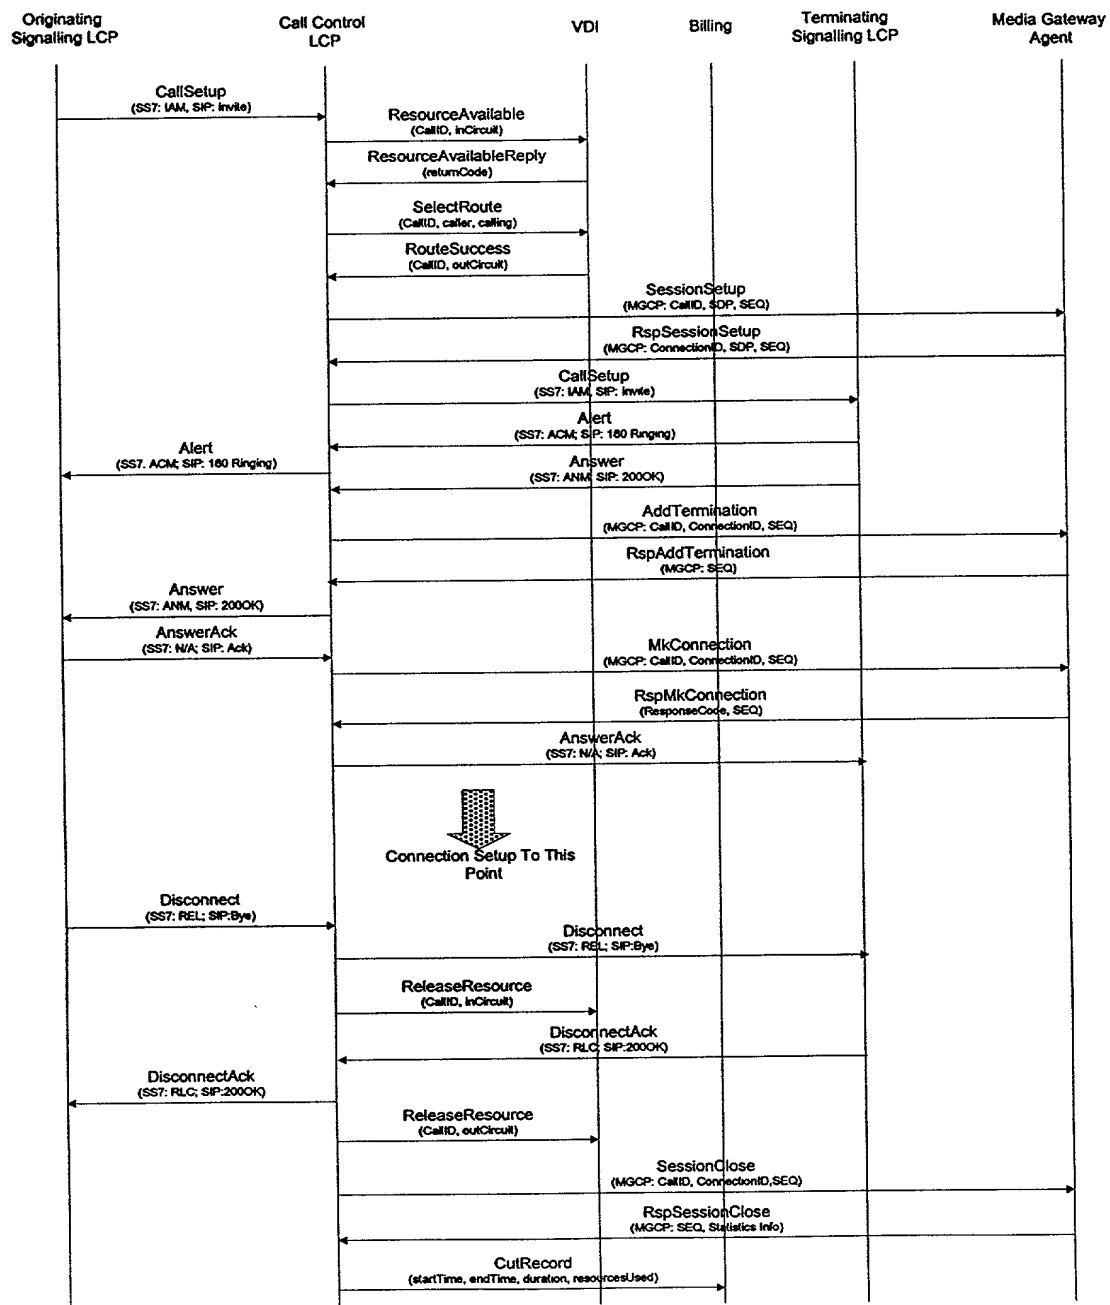 Originating
Signalling LCP
Call Control
LCP
VDI
Billing
Terminating
Signalling LCP
Media Gateway
Agent
CallSetup
(SS7: IAM, SIP: invite)
ResourceAvailable
(CallID, inCircuit)
ResourceAvailableReply
(returnCode)
SelectRoute
(CallID, caller, calling)
RouteSuccess
(CallID, outCircuit)
SessionSetup
(MGCP: CallID, SDP, SEQ)
RspSessionSetup
(MGCP: ConnectionID, SDP, SEQ)
CallSetup
(SS7: IAM, SIP: invite)
Alert
(SS7: ACM; SIP: 180 Ringing)
Alert
(SS7. ACM; SIP: 180 Ringing)
Answer
(SS7: ANM, SIP: 200OK)
AddTermination
(MGCP: CallID, ConnectionID, SEQ)
RspAddTermination
(MGCP: SEQ)
Answer
(SS7: ANM, SIP: 200OK)
AnswerAck
(SS7: N/A; SIP: Ack)
MkConnection
(MGCP: CallID, ConnectionID, SEQ)
RspMkConnection
(ResponseCode, SEQ)
AnswerAck
(SS7: N/A; SIP: Ack)
Connection Setup To This
Point
Disconnect
(SS7: REL; SIP:Bye)
Disconnect
(SS7: REL; SIP:Bye)
ReleaseResource
(CallID, inCircuit)
DisconnectAck
(SS7: RLC; SIP:200OK)
DisconnectAck
(SS7: RLC; SIP:200OK)
ReleaseResource
(CallID, outCircuit)
SessionClose
(MGCP: CallID, ConnectionID,SEQ)
RspSessionClose
(MGCP: SEQ, Statistics Info)
CutRecord
(startTime, endTime, duration, resourcesUsed)